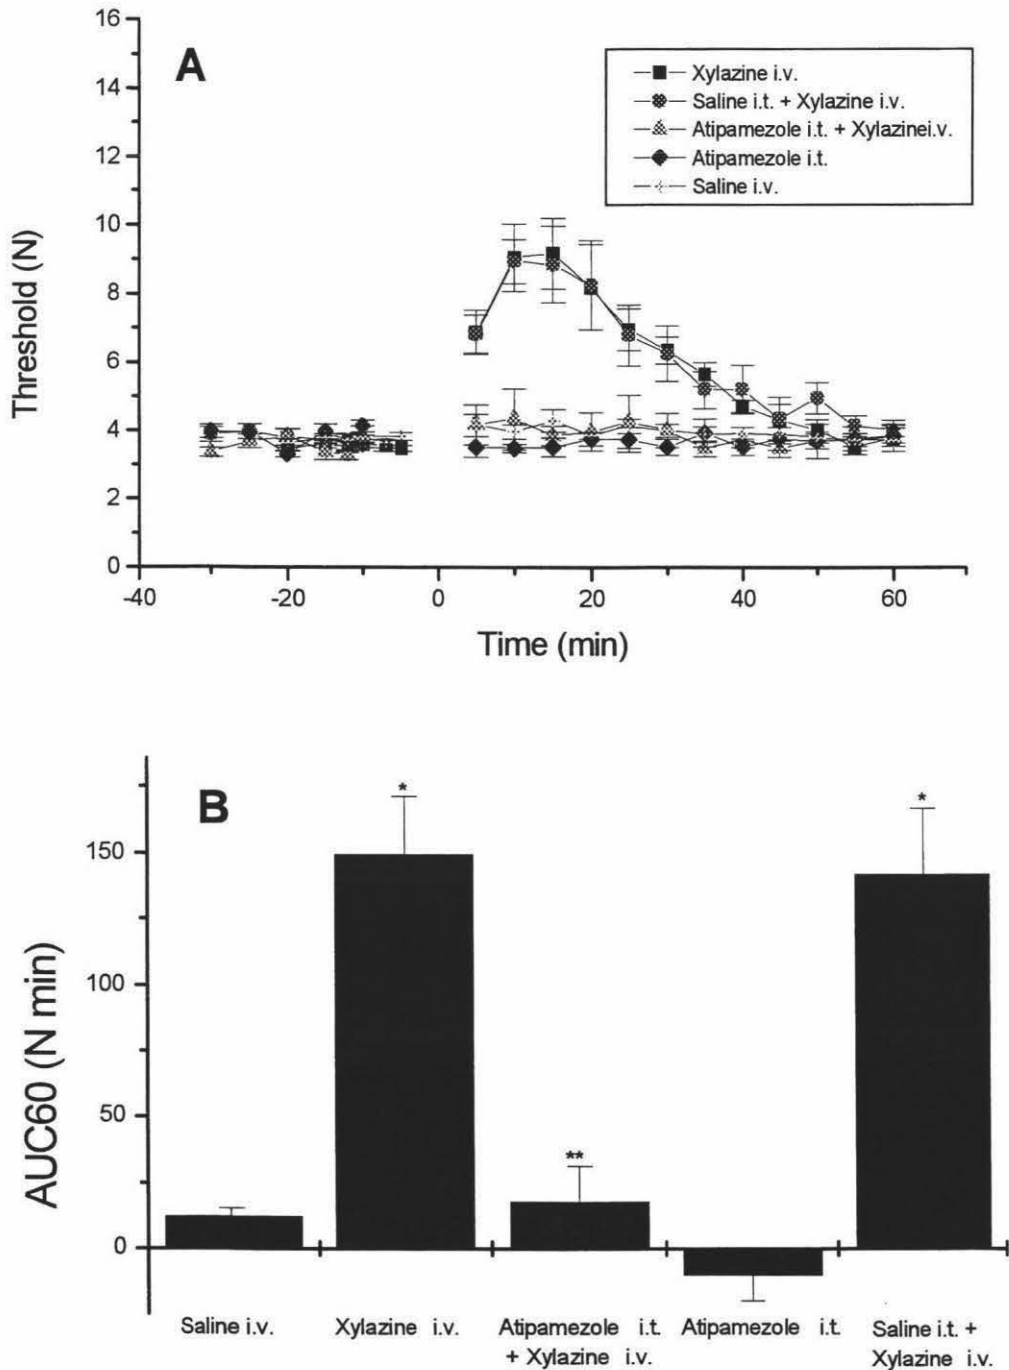 16
14
12
10
8
6
4
2
0
Threshold (N)
A
Xylazine i.v.
Saline i.t. + Xylazine i.v.
Atipamezole i.t. + Xylazinei.v.
Atipamezole i.t.
Saline i.v.
-40 -20 0 20 40 60
Time (min)
B
AUC60 (N min)
150
100
50
0
*
**
*
Saline i.v. Xylazine i.v. Atipamezole i.t. Atipamezole i.t. Saline i.t. +
+ Xylazine i.v. Xylazine i.v.